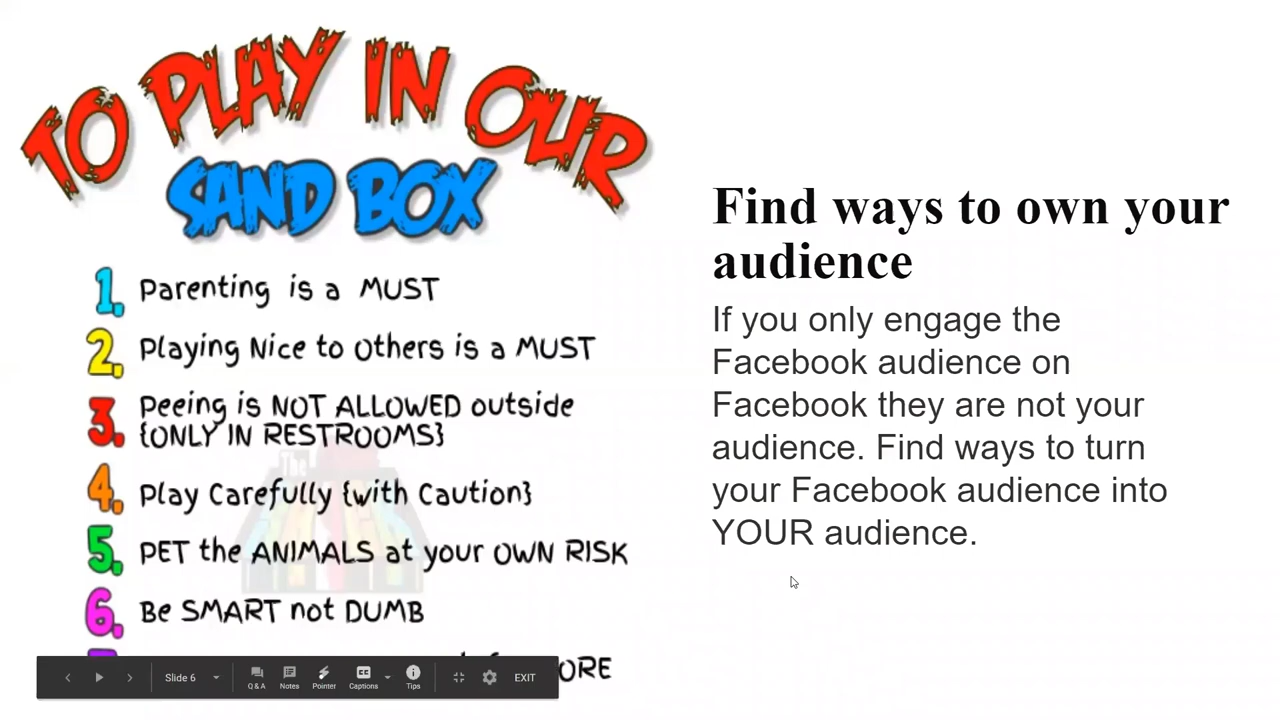 TO PLAY IN OUR
SAND BOX
1. Parenting is a MUST
2. Playing Nice to Others is a MUST
3. Peeing is NOT ALLOWED outside
{ONLY IN RESTROOMS}
4. Play Carefully {with Caution}
5. PET the ANIMALS at your OWN RISK
6. Be SMART not DUMB
ORE
The
Find ways to own your
audience
If you only engage the
Facebook audience on
Facebook they are not your
audience. Find ways to turn
your Facebook audience into
YOUR audience.
Slide 6
Q & A
Notes
Pointer
Captions
Tips
EXIT